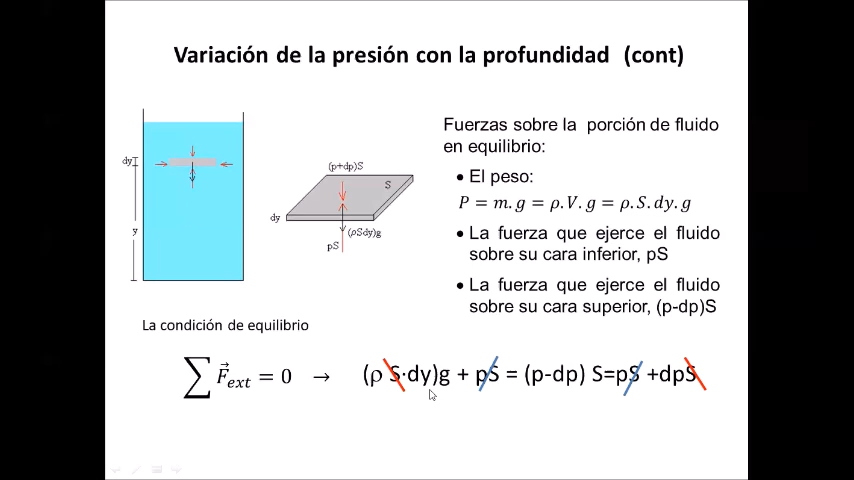 Variación de la presión con la profundidad (cont)
dy
y
(p+dp)S
S
dy
(ρSdy)g
pS
Fuerzas sobre la porción de fluido
en equilibrio:
• El peso:
P = m.g = ρ.V.g = ρ.S.dy.g
• La fuerza que ejerce el fluido
sobre su cara inferior, pS
• La fuerza que ejerce el fluido
sobre su cara superior, (p-dp)S
La condición de equilibrio
∑ F⃗ext = 0 → (ρ S·dy)g + pS = (p-dp) S=pS +dpS